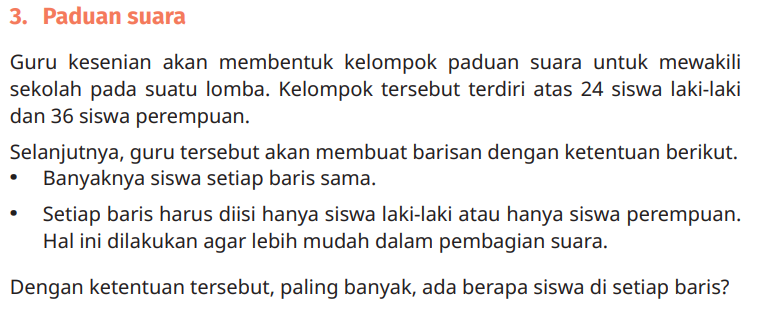 3. Paduan suara
Guru kesenian akan membentuk kelompok paduan suara untuk mewakili
sekolah pada suatu lomba. Kelompok tersebut terdiri atas 24 siswa laki-laki
dan 36 siswa perempuan.
Selanjutnya, guru tersebut akan membuat barisan dengan ketentuan berikut.
• Banyaknya siswa setiap baris sama.
• Setiap baris harus diisi hanya siswa laki-laki atau hanya siswa perempuan.
Hal ini dilakukan agar lebih mudah dalam pembagian suara.
Dengan ketentuan tersebut, paling banyak, ada berapa siswa di setiap baris?